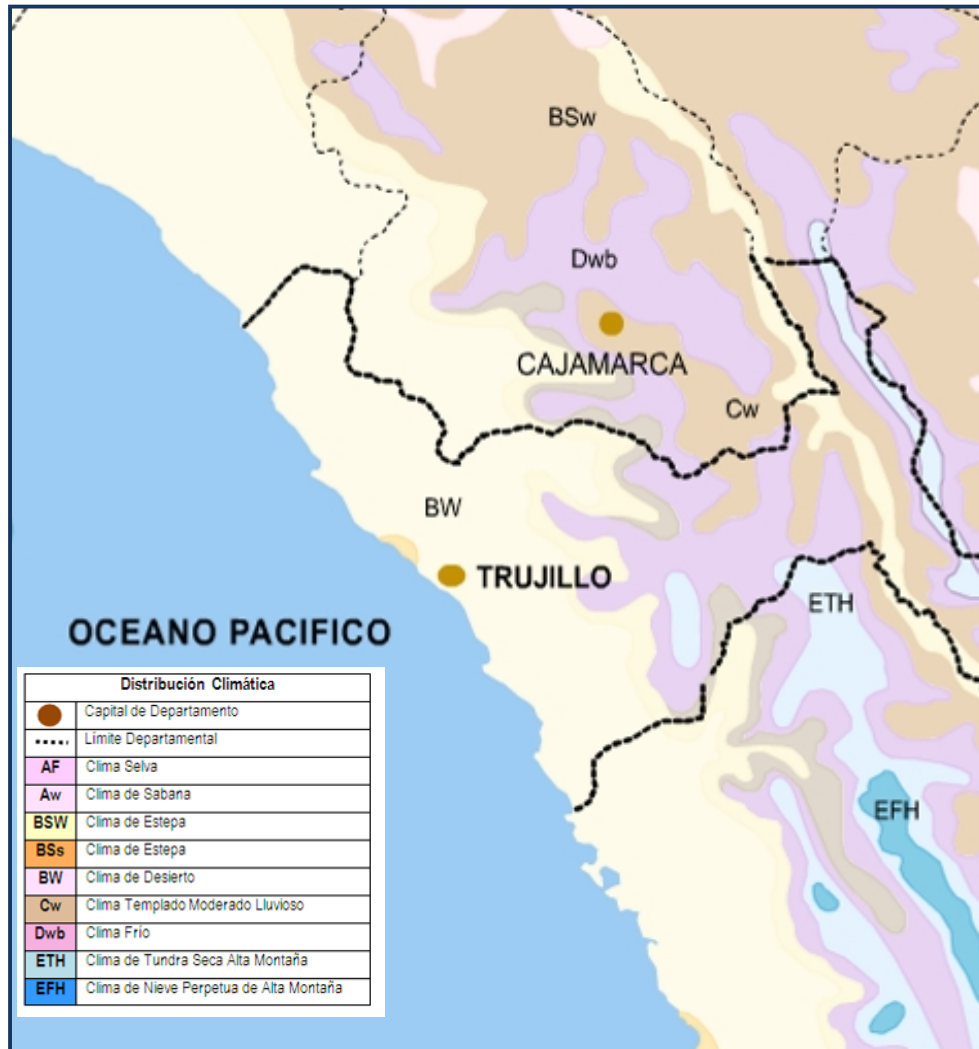 BSw
Dwb
CAJAMARCA
Cw
BW
TRUJILLO
ETH
OCEANO PACIFICO
EFH
Distribución Climática
Capital de Departamento
Límite Departamental
AF Clima Selva
Aw Clima de Sabana
BSW Clima de Estepa
BSs Clima de Estepa
BW Clima de Desierto
Cw Clima Templado Moderado Lluvioso
Dwb Clima Frío
ETH Clima de Tundra Seca Alta Montaña
EFH Clima de Nieve Perpetua de Alta Montaña